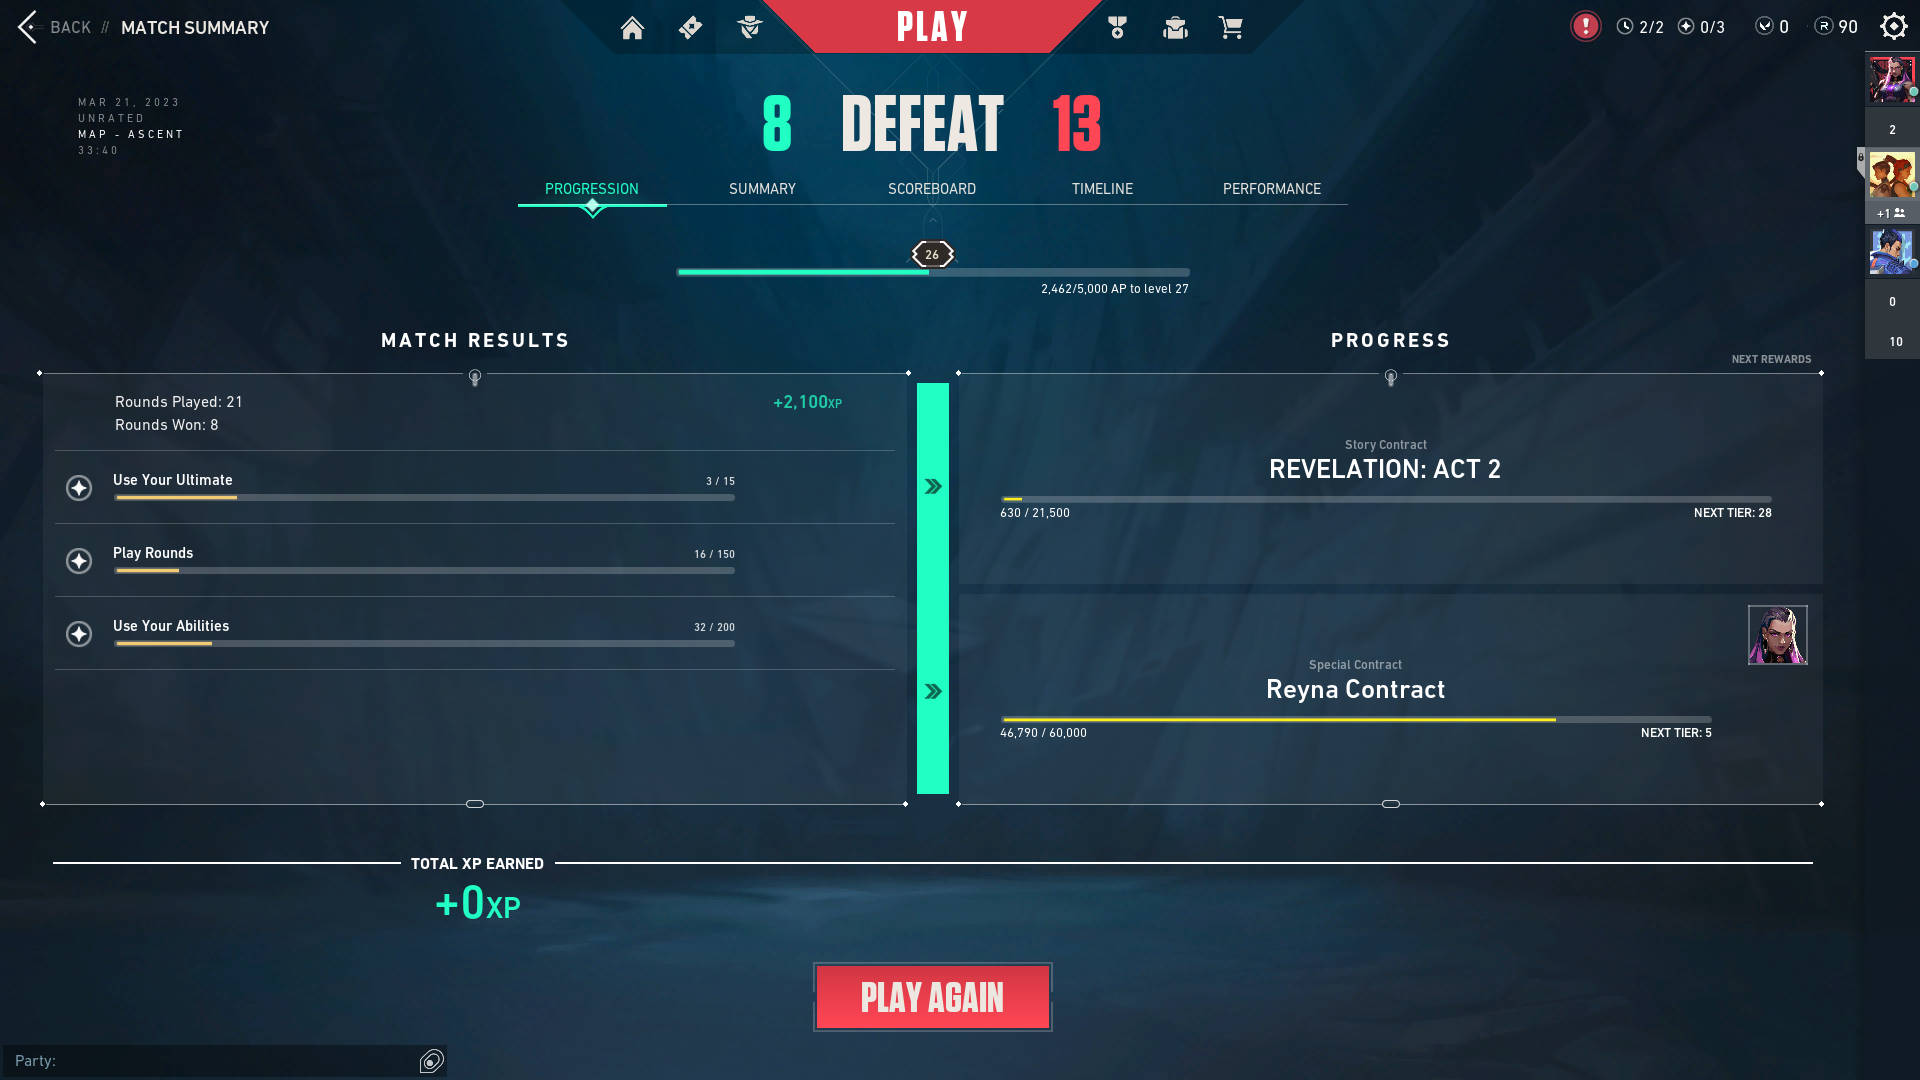 BACK // MATCH SUMMARY
PLAY
2/2
0/3
0
90
MAR 21, 2023
UNRATED
MAP - ASCENT
33:40
8 DEFEAT 13
PROGRESSION
SUMMARY
SCOREBOARD
TIMELINE
PERFORMANCE
26
2,462/5,000 AP to level 27
2
+1
0
10
MATCH RESULTS
Rounds Played: 21
+2,100XP
Rounds Won: 8
Use Your Ultimate
3 / 15
Play Rounds
16 / 150
Use Your Abilities
32 / 200
PROGRESS
NEXT REWARDS
Story Contract
REVELATION: ACT 2
630 / 21,500
NEXT TIER: 28
Special Contract
Reyna Contract
46,790 / 60,000
NEXT TIER: 5
TOTAL XP EARNED
+0XP
PLAY AGAIN
Party: